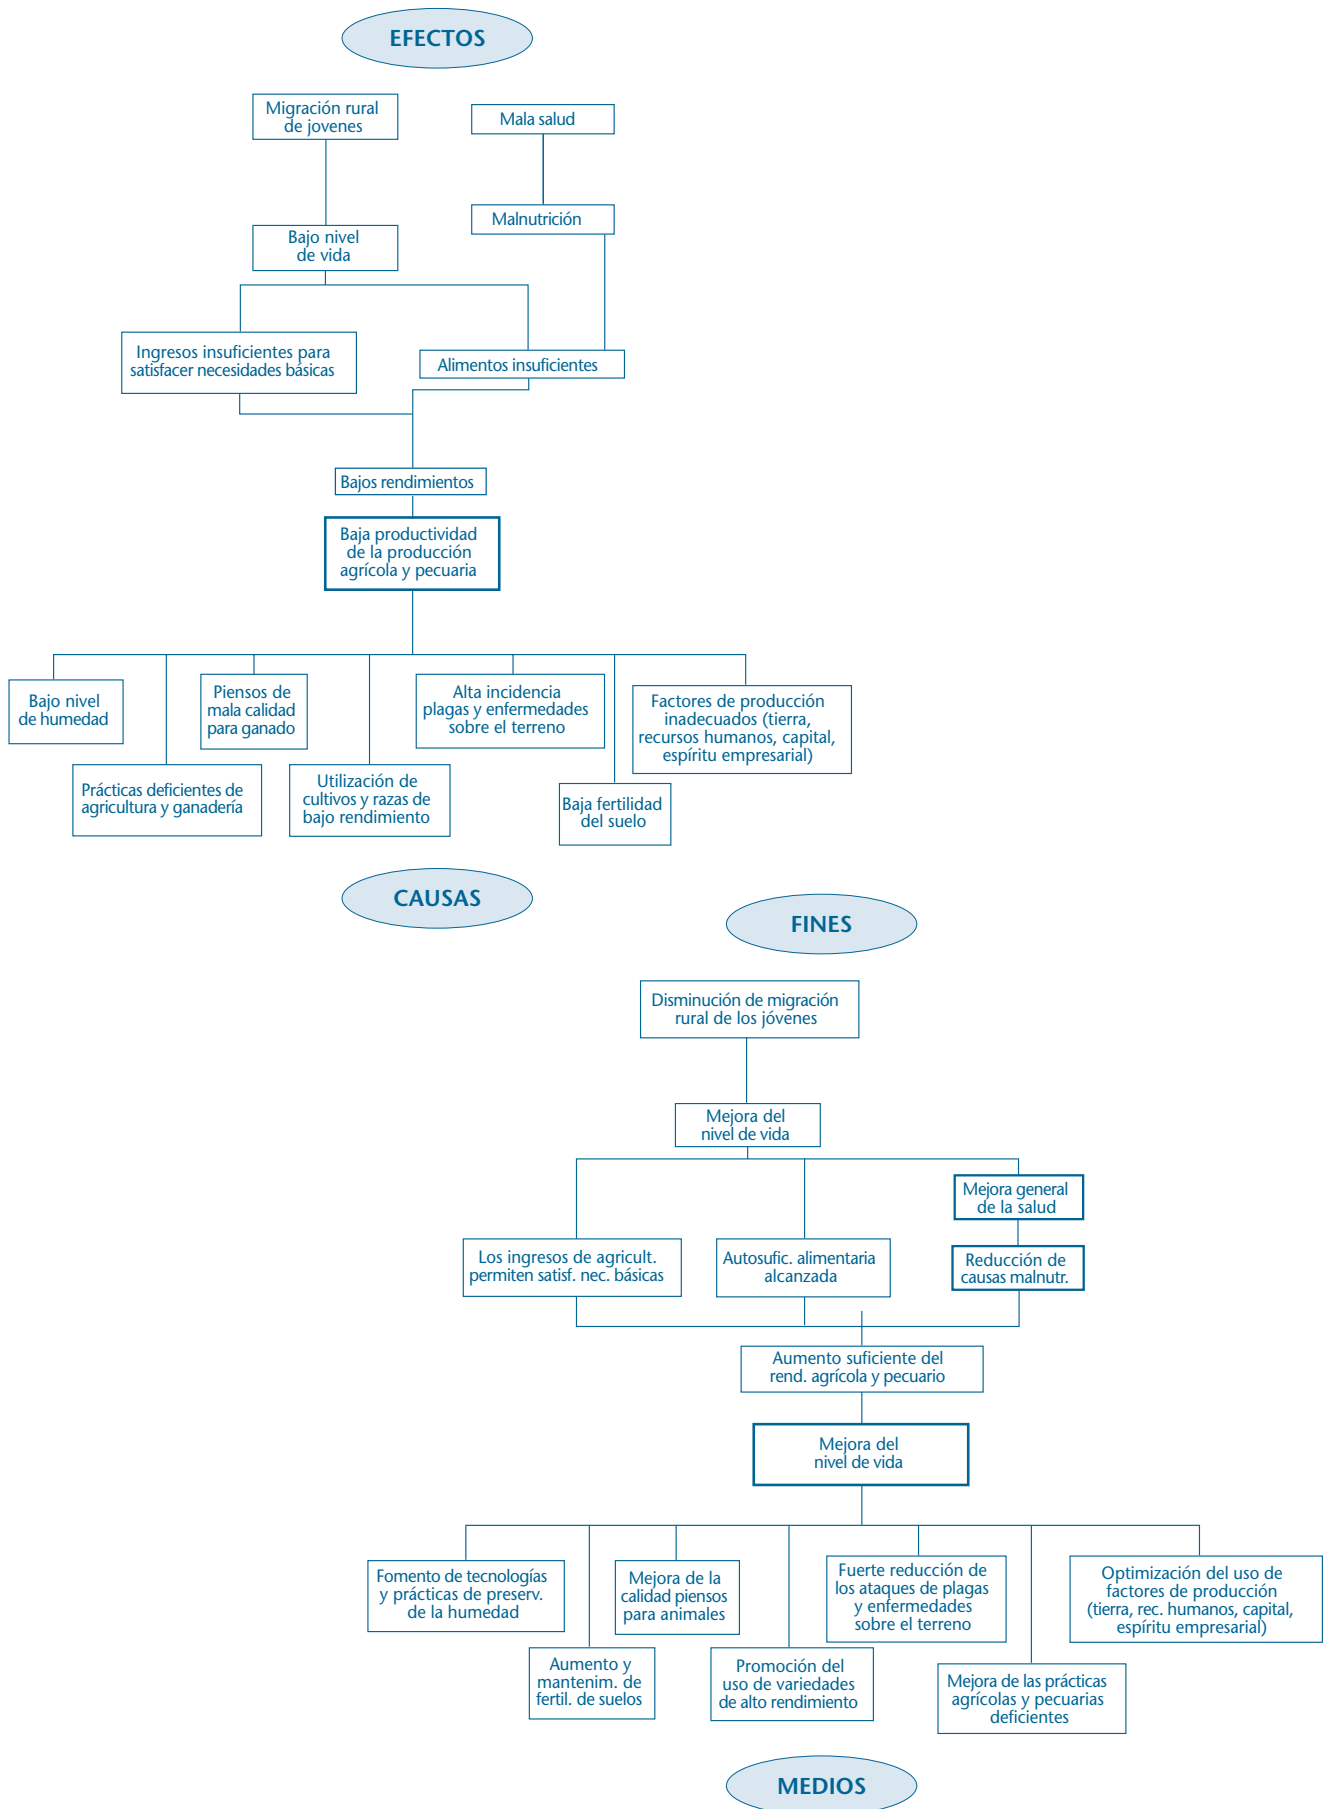 EFECTOS
Migración rural
de jovenes
Mala salud
Malnutrición
Bajo nivel
de vida
Ingresos insuficientes para
satisfacer necesidades básicas
Alimentos insuficientes
Bajos rendimientos
Baja productividad
de la producción
agrícola y pecuaria
Bajo nivel
de humedad
Piensos de
mala calidad
para ganado
Alta incidencia
plagas y enfermedades
sobre el terreno
Factores de producción
inadecuados (tierra,
recursos humanos, capital,
espíritu empresarial)
Prácticas deficientes de
agricultura y ganadería
Utilización de
cultivos y razas de
bajo rendimiento
Baja fertilidad
del suelo
CAUSAS
FINES
Disminución de migración
rural de los jóvenes
Mejora del
nivel de vida
Mejora general
de la salud
Los ingresos de agricult.
permiten satisf. nec. básicas
Autosufic. alimentaria
alcanzada
Reducción de
causas malnutr.
Aumento suficiente del
rend. agrícola y pecuario
Mejora del
nivel de vida
Fomento de tecnologías
y prácticas de preserv.
de la humedad
Mejora de la
calidad piensos
para animales
Fuerte reducción de
los ataques de plagas
y enfermedades
sobre el terreno
Optimización del uso de
factores de producción
(tierra, rec. humanos, capital,
espíritu empresarial)
Aumento y
mantenim. de
fertil. de suelos
Promoción del
uso de variedades
de alto rendimiento
Mejora de las prácticas
agrícolas y pecuarias
deficientes
MEDIOS